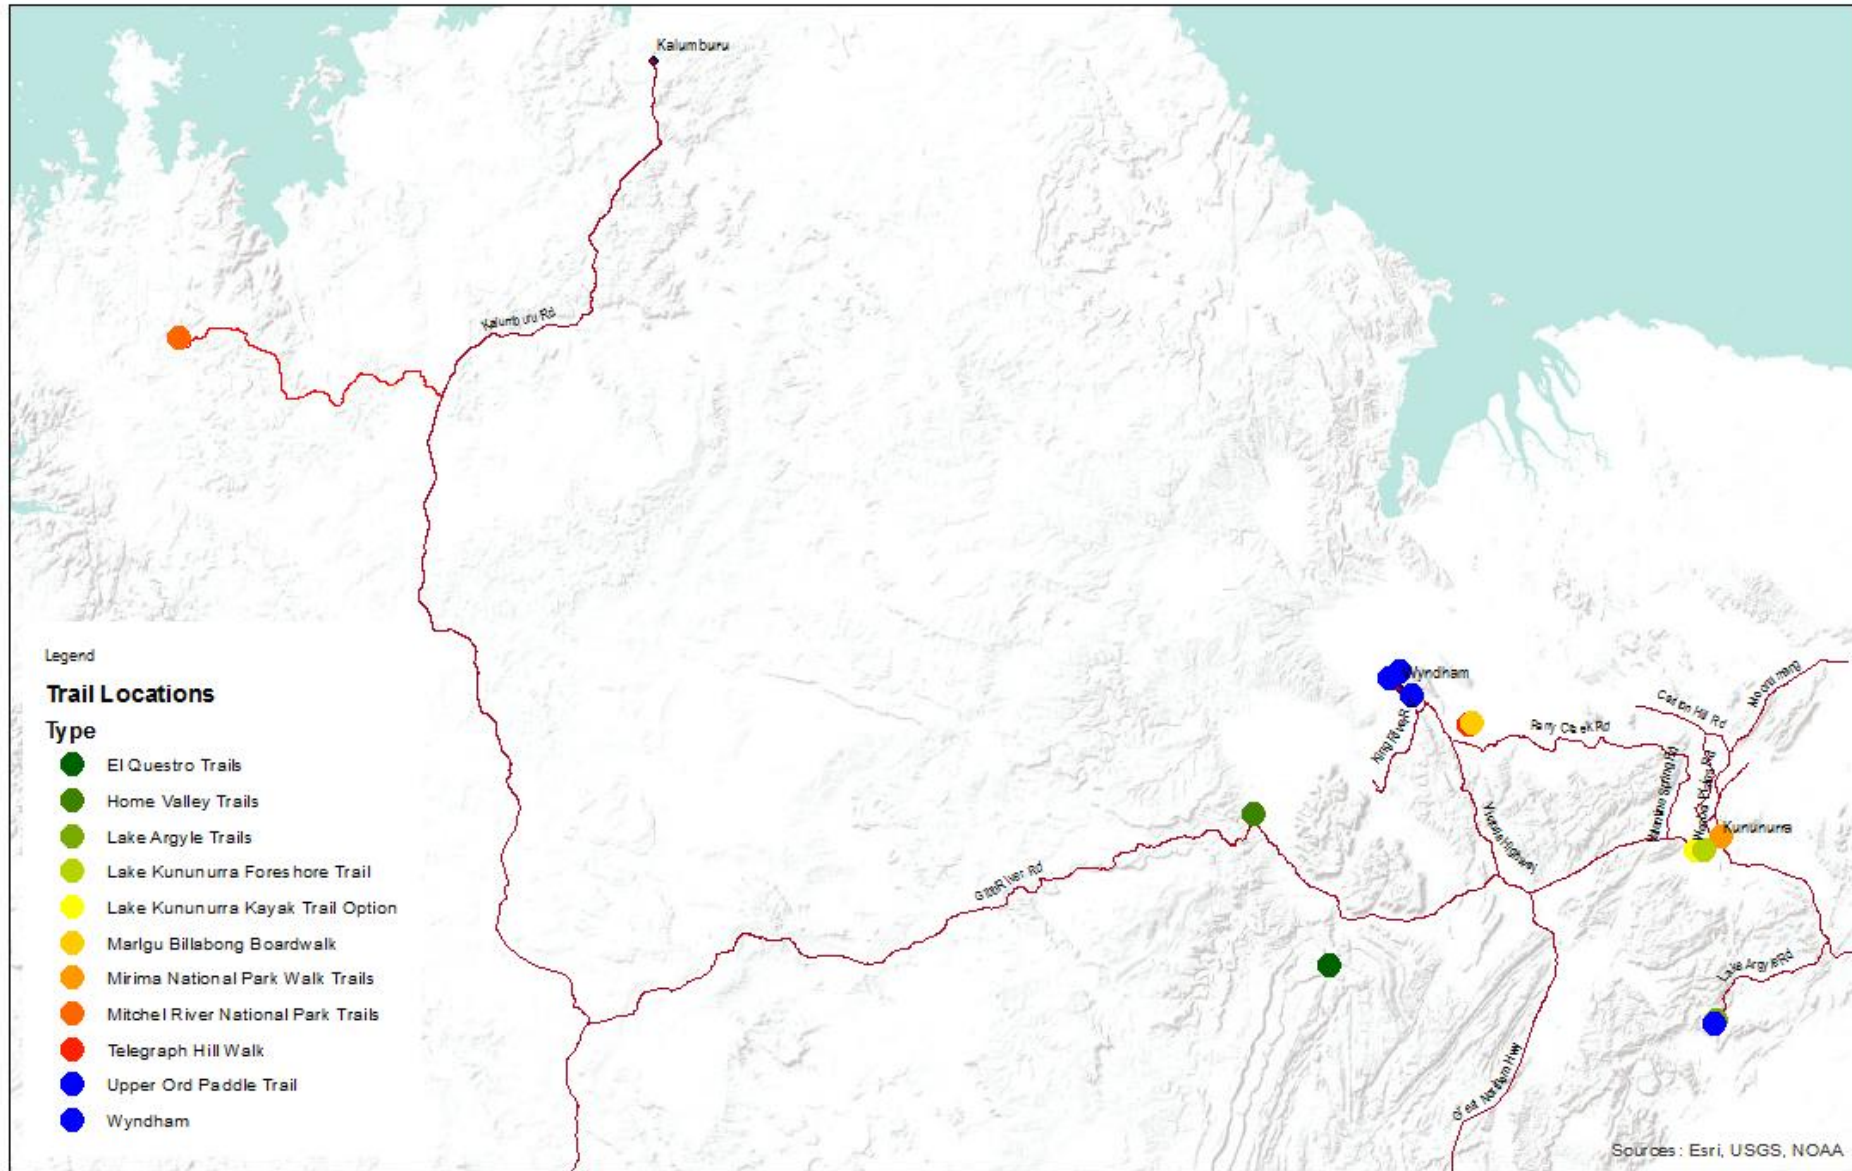 Kalumburu
Kalumburu Rd
Wyndham
King River R
Parry Creek Rd
Carlton Hill Rd
Victoria Highway
Kununurra
Gibb River Rd
Lake Argyle Rd
Great Northern Hwy
Legend
Trail Locations
Type
El Questro Trails
Home Valley Trails
Lake Argyle Trails
Lake Kununurra Foreshore Trail
Lake Kununurra Kayak Trail Option
Marlgu Billabong Boardwalk
Mirima National Park Walk Trails
Mitchel River National Park Trails
Telegraph Hill Walk
Upper Ord Paddle Trail
Wyndham
Sources: Esri, USGS, NOAA